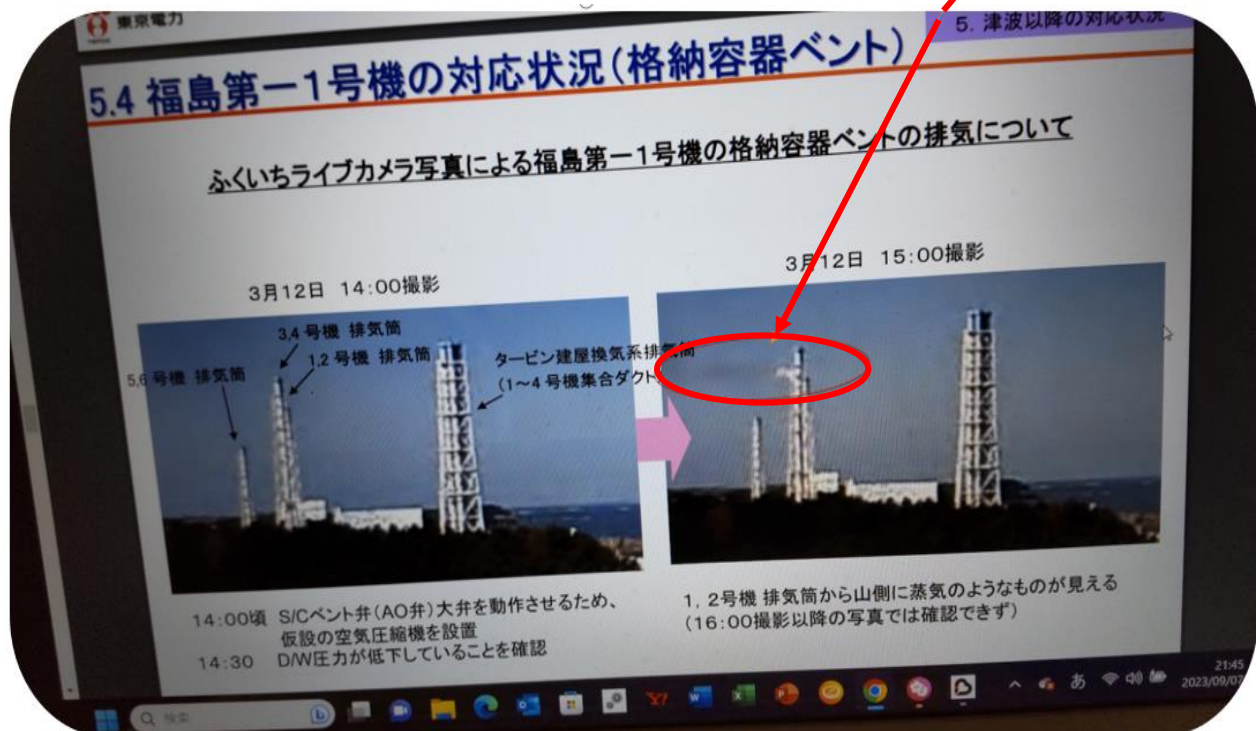 東京電力
5. 津波以降の対応状況
5.4 福島第一1号機の対応状況(格納容器ベント)
ふくいちライブカメラ写真による福島第一1号機の格納容器ベントの排気について
3月12日 14:00撮影
3月12日 15:00撮影
3,4 号機 排気筒
1,2 号機 排気筒
5,6 号機 排気筒
タービン建屋換気系排気筒
(1~4 号機集合ダクト
14:00頃 S/Cベント弁(AO弁)大弁を動作させるため、
仮設の空気圧縮機を設置
14:30 D/W圧力が低下していることを確認
1, 2号機 排気筒から山側に蒸気のようなものが見える
(16:00撮影以降の写真では確認できず)
検索
あ
21:45
2023/09/07